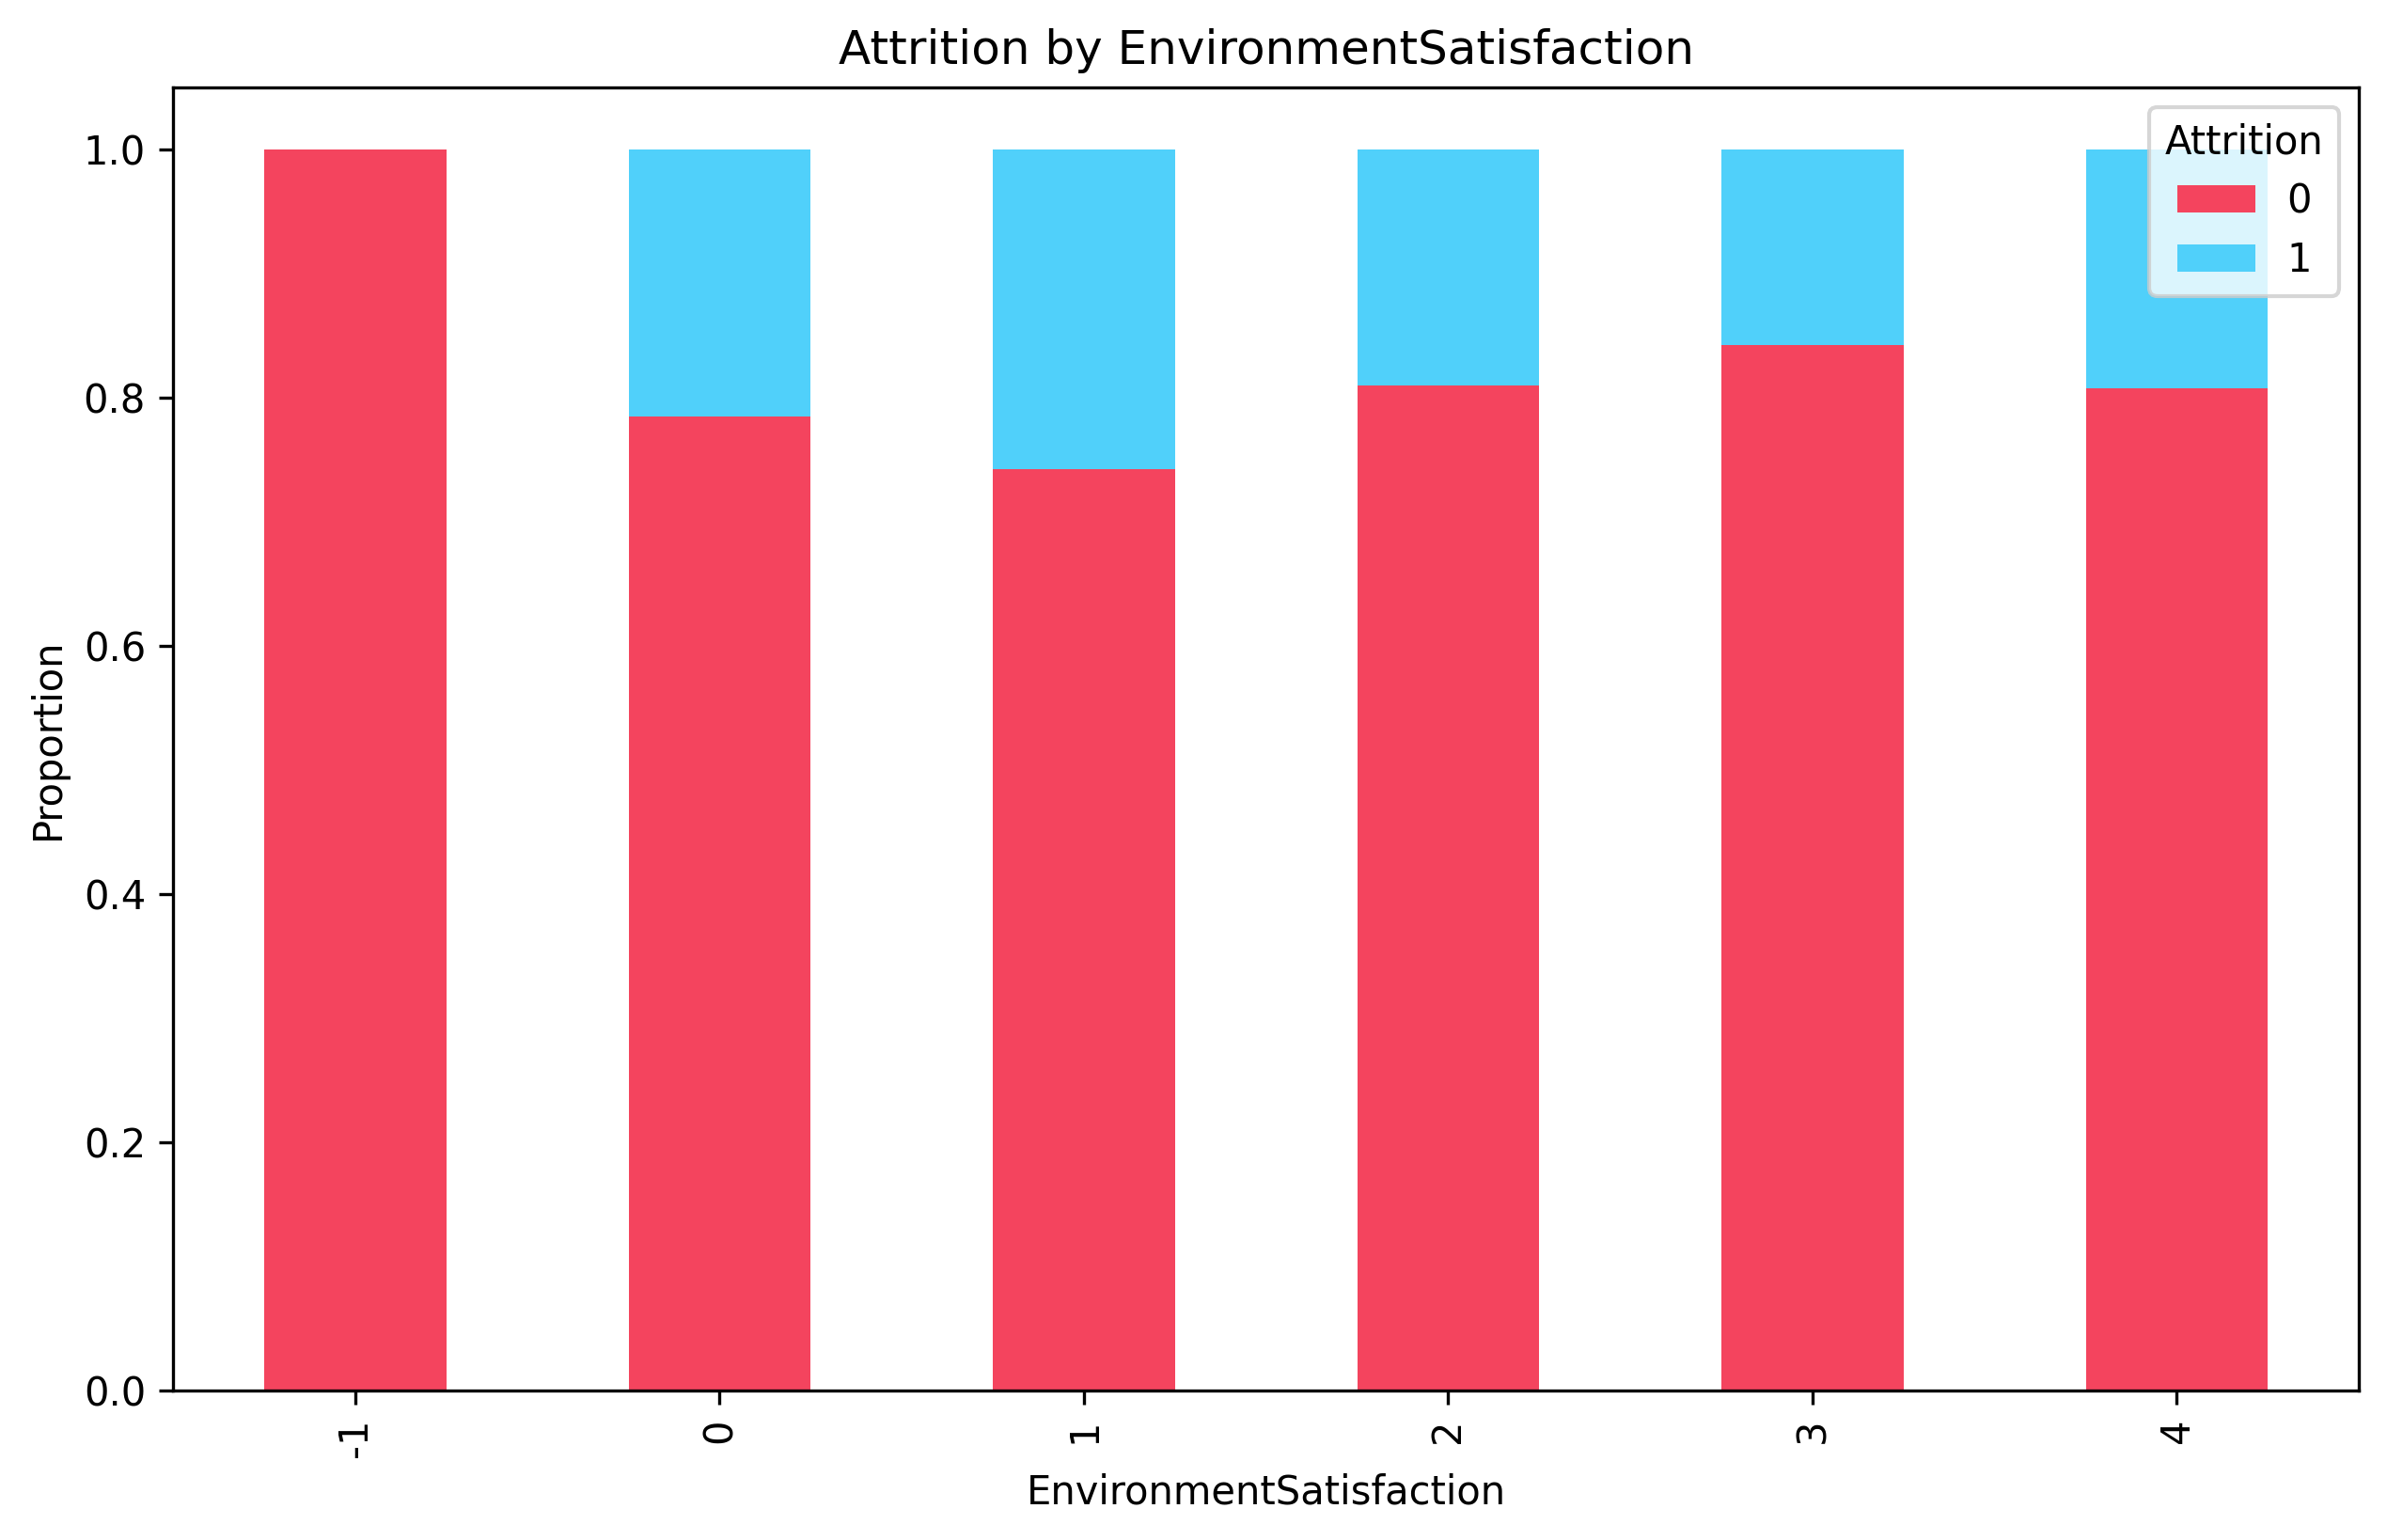 Attrition by EnvironmentSatisfaction
Attrition
0
1
1.0
0.8
0.6
0.4
0.2
0.0
Proportion
-1 0 1 2 3 4
EnvironmentSatisfaction